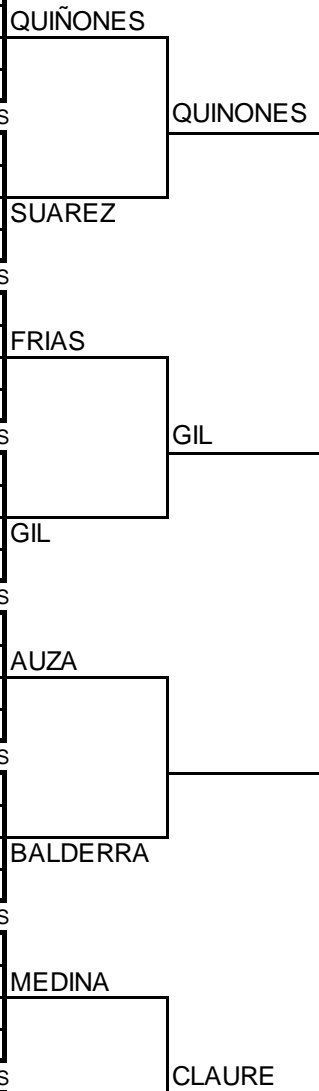 QUIÑONES
QUINONES
SUAREZ
FRIAS
GIL
GIL
AUZA
BALDERRA
MEDINA
CLAURE